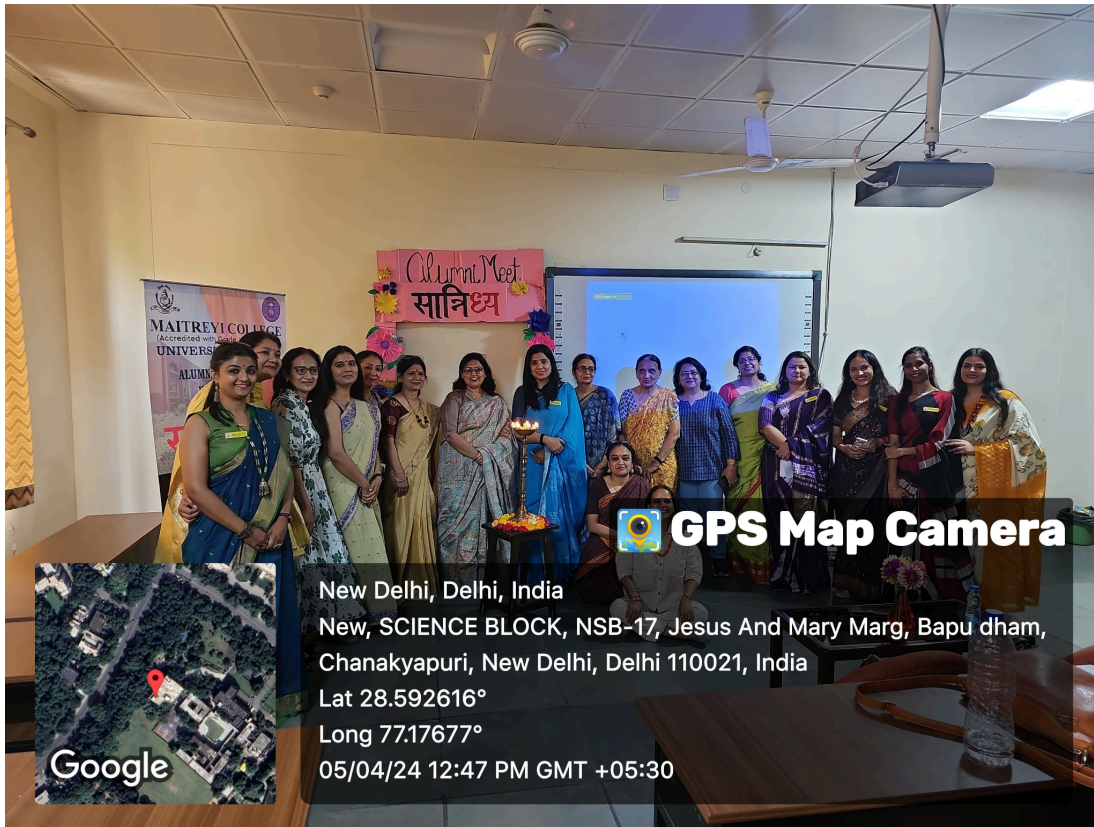 Alumni Meet
सान्निध्य
MAITREYI COLLEGE
(Accredited with Grade
UNIVERS
ALUMN
GPS Map Camera
New Delhi, Delhi, India
New, SCIENCE BLOCK, NSB-17, Jesus And Mary Marg, Bapu dham,
Chanakyapuri, New Delhi, Delhi 110021, India
Lat 28.592616°
Long 77.17677°
05/04/24 12:47 PM GMT +05:30
Google